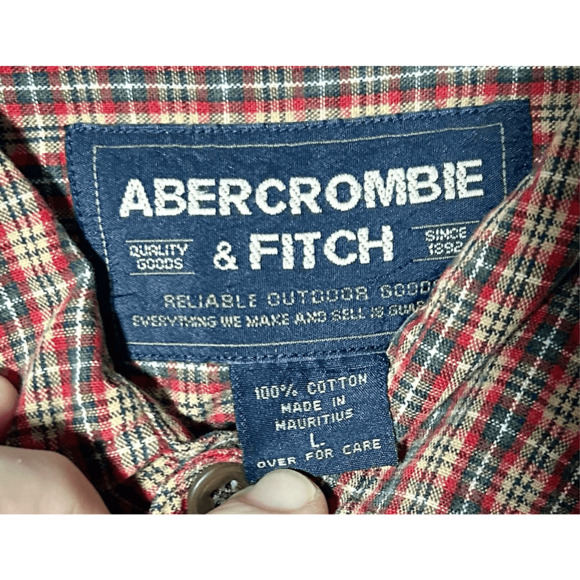 ABERCROMBIE
QUALITY
GOODS
& FITCH
SINCE
1892
RELIABLE OUTDOOR
EVERYTHING WE MAKE AND SELL IS
100% COTTON
MADE IN
MAURITIUS
L
OVER FOR CARE